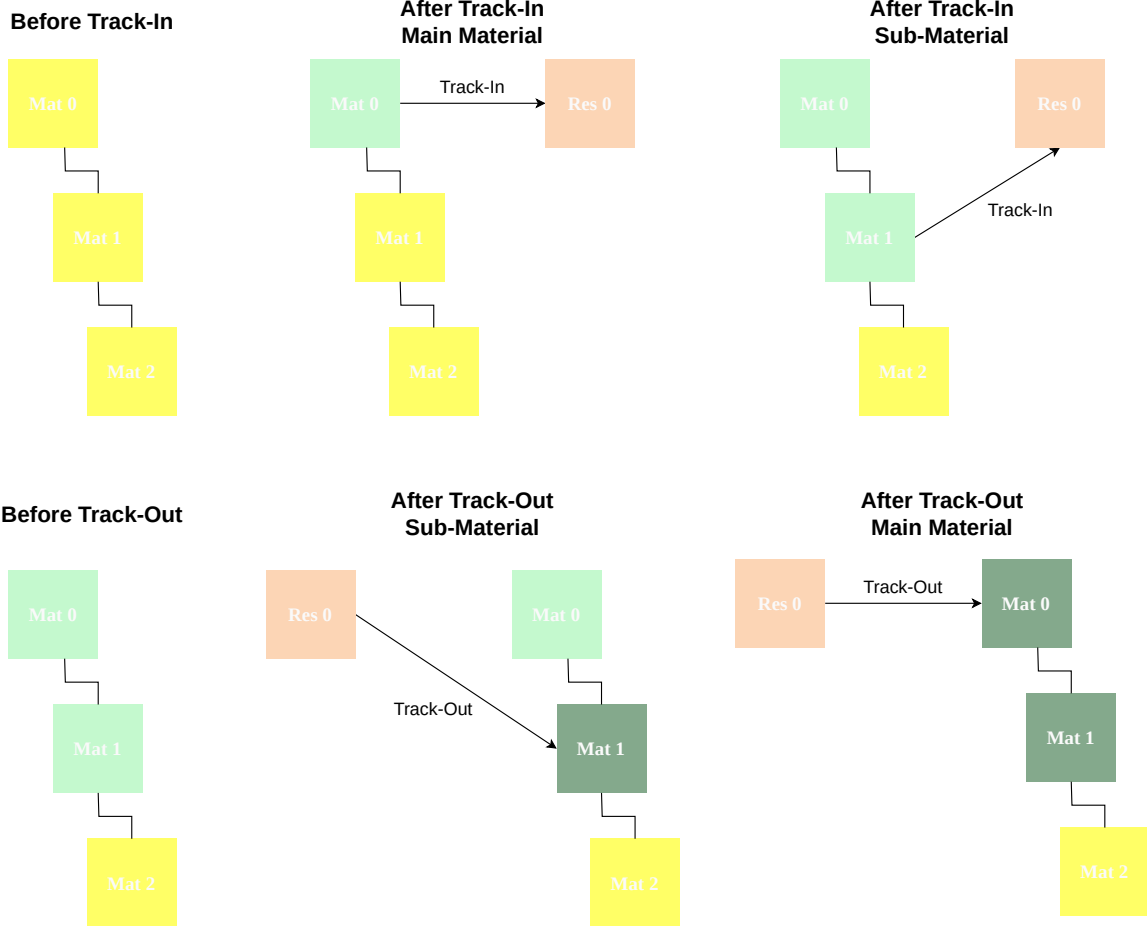 Before Track-In
After Track-In
Main Material
After Track-In
Sub-Material
Mat 0
Mat 0
Track-In
Res 0
Mat 0
Res 0
Mat 1
Mat 1
Mat 1
Track-In
Mat 2
Mat 2
Mat 2
Before Track-Out
After Track-Out
Sub-Material
After Track-Out
Main Material
Mat 0
Res 0
Mat 0
Res 0
Track-Out
Mat 0
Mat 1
Track-Out
Mat 1
Mat 1
Mat 2
Mat 2
Mat 2